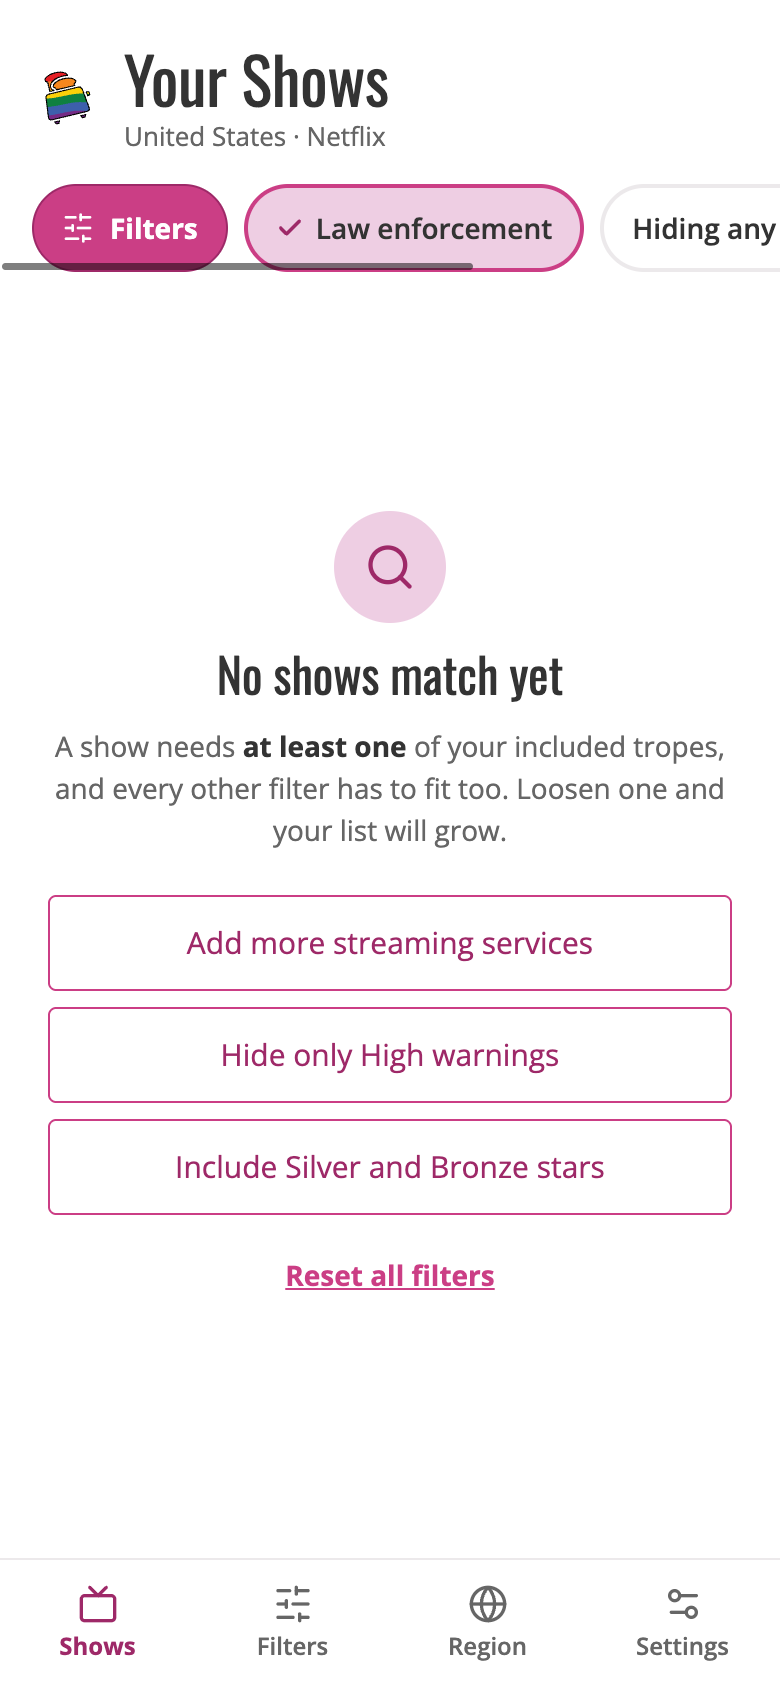 Your Shows
United States · Netflix
Filters
Law enforcement
Hiding any
No shows match yet
A show needs at least one of your included tropes,
and every other filter has to fit too. Loosen one and
your list will grow.
Add more streaming services
Hide only High warnings
Include Silver and Bronze stars
Reset all filters
Shows
Filters
Region
Settings